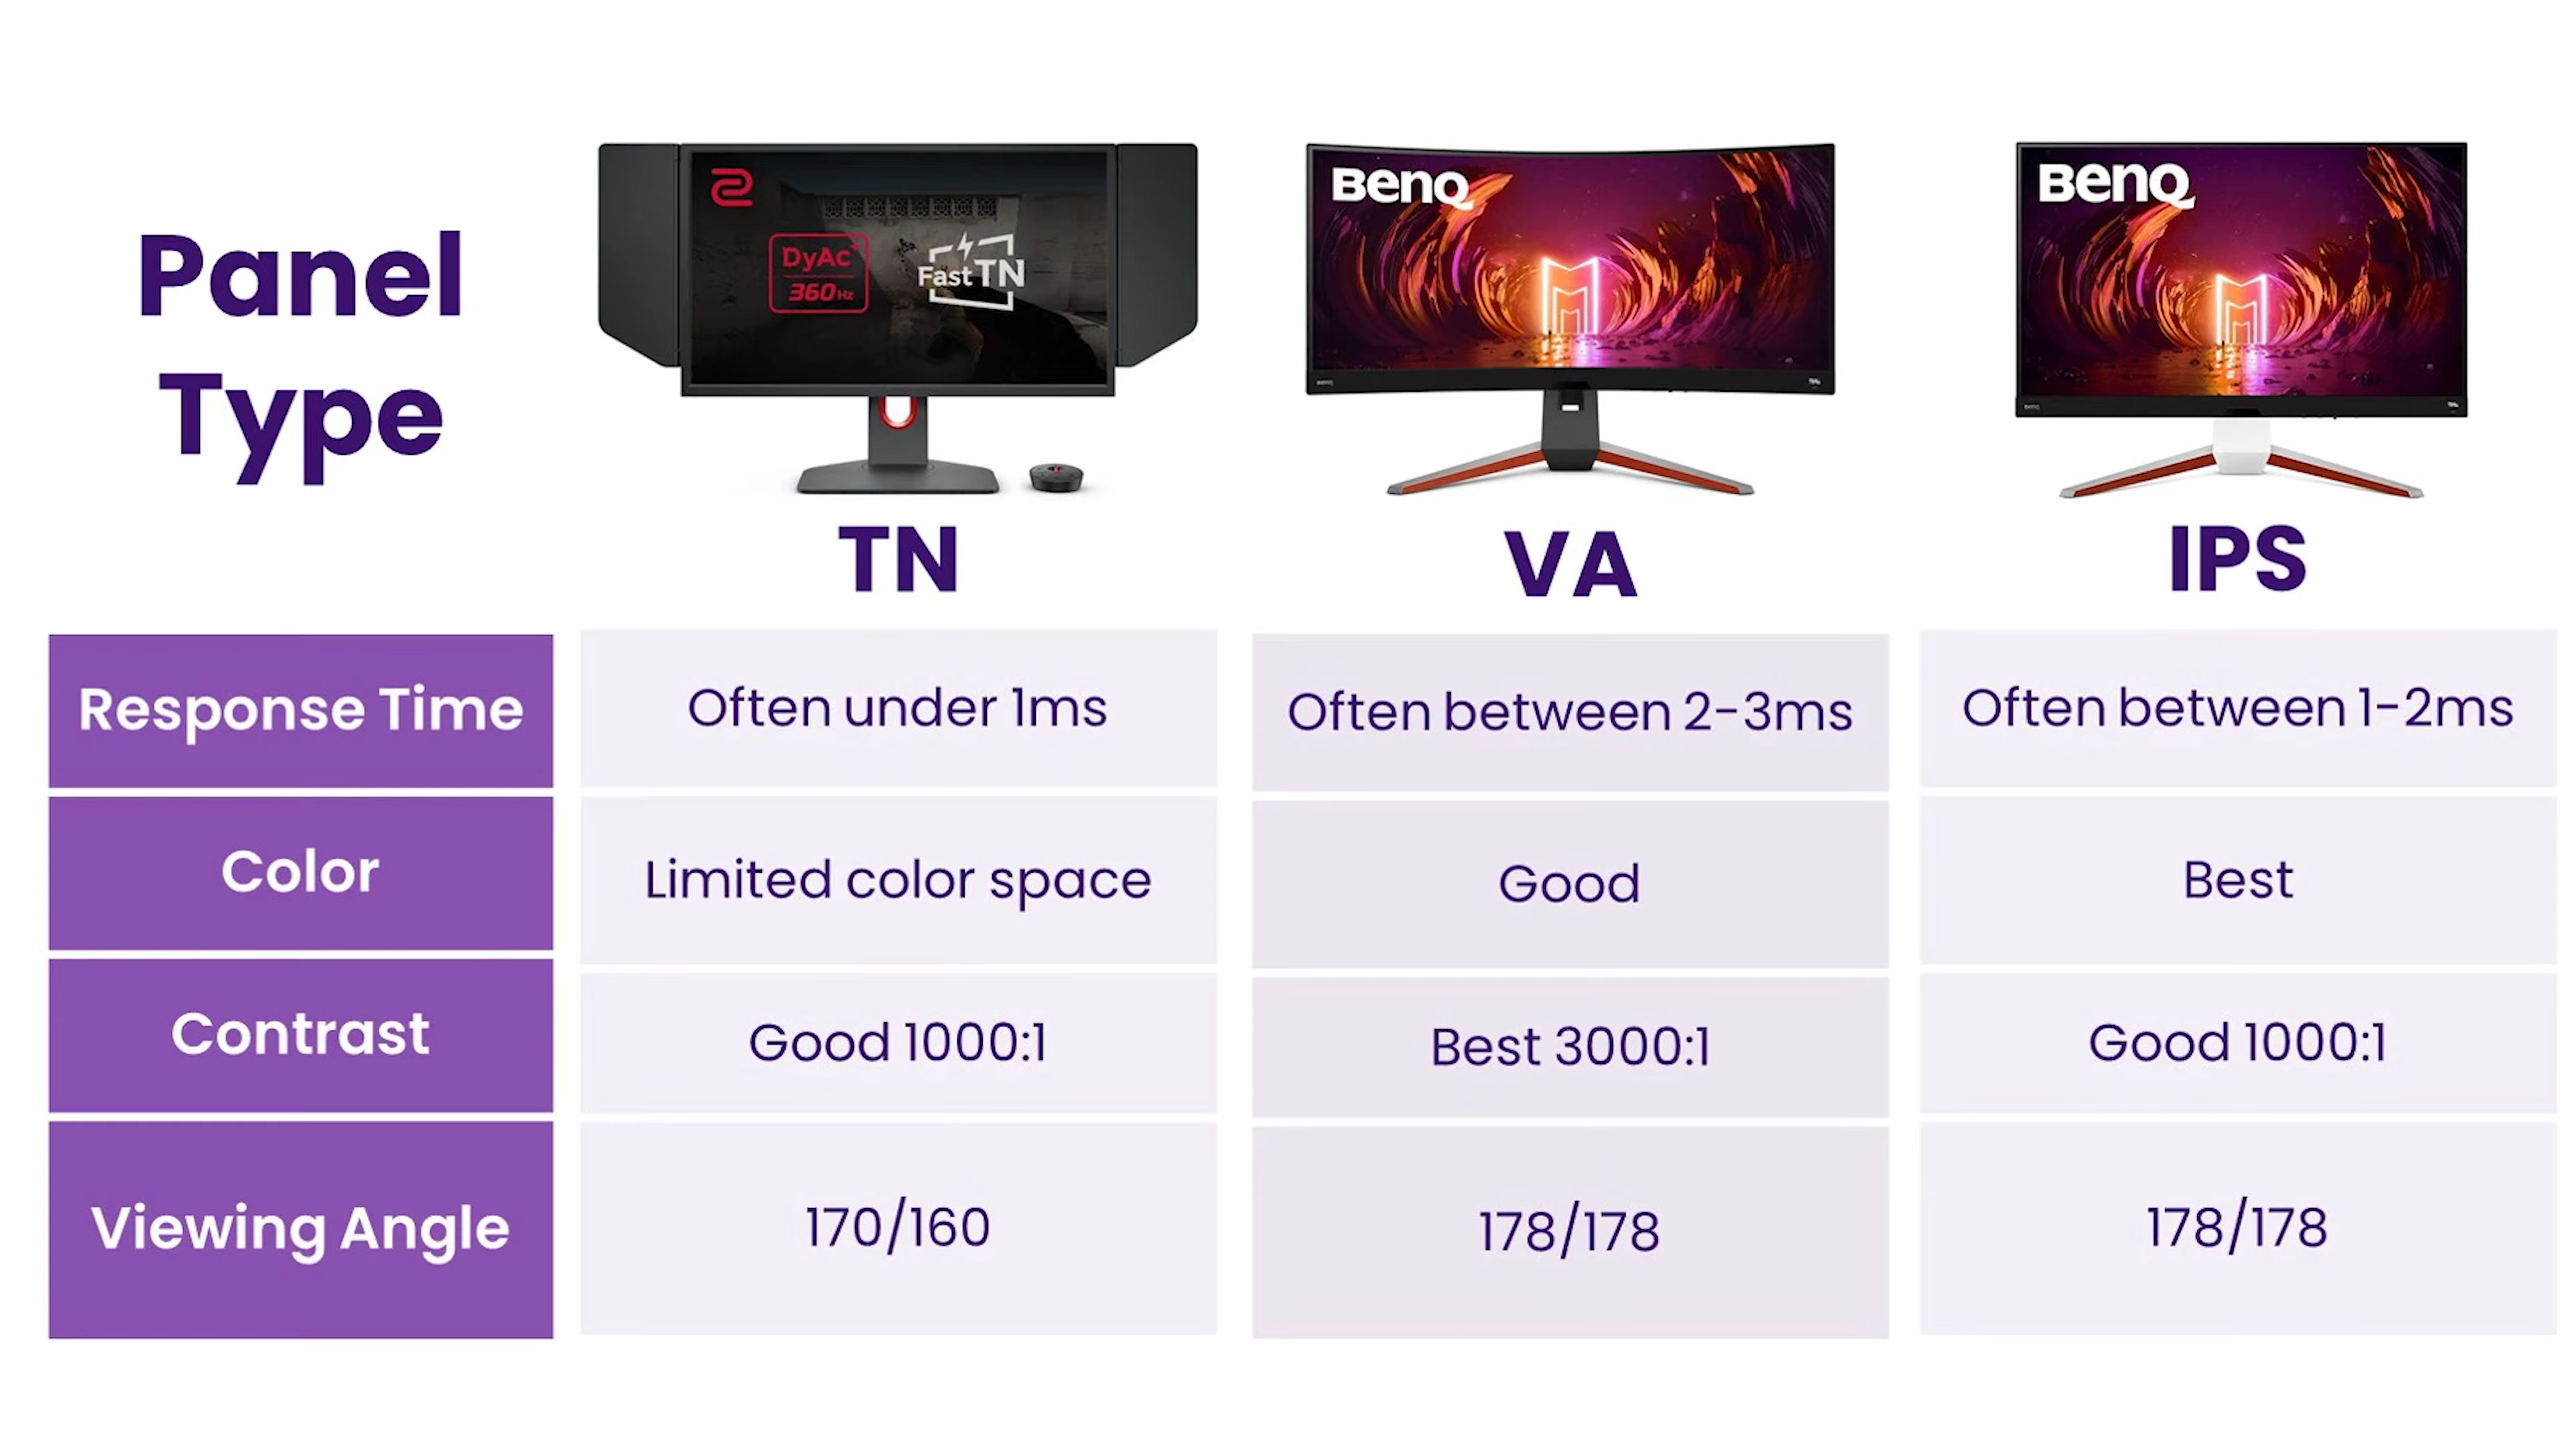 Panel
Type
DyAc+
360Hz
Fast TN
BenQ
BenQ
TN
VA
IPS
Response Time
Often under 1ms
Often between 2-3ms
Often between 1-2ms
Color
Limited color space
Good
Best
Contrast
Good 1000:1
Best 3000:1
Good 1000:1
Viewing Angle
170/160
178/178
178/178